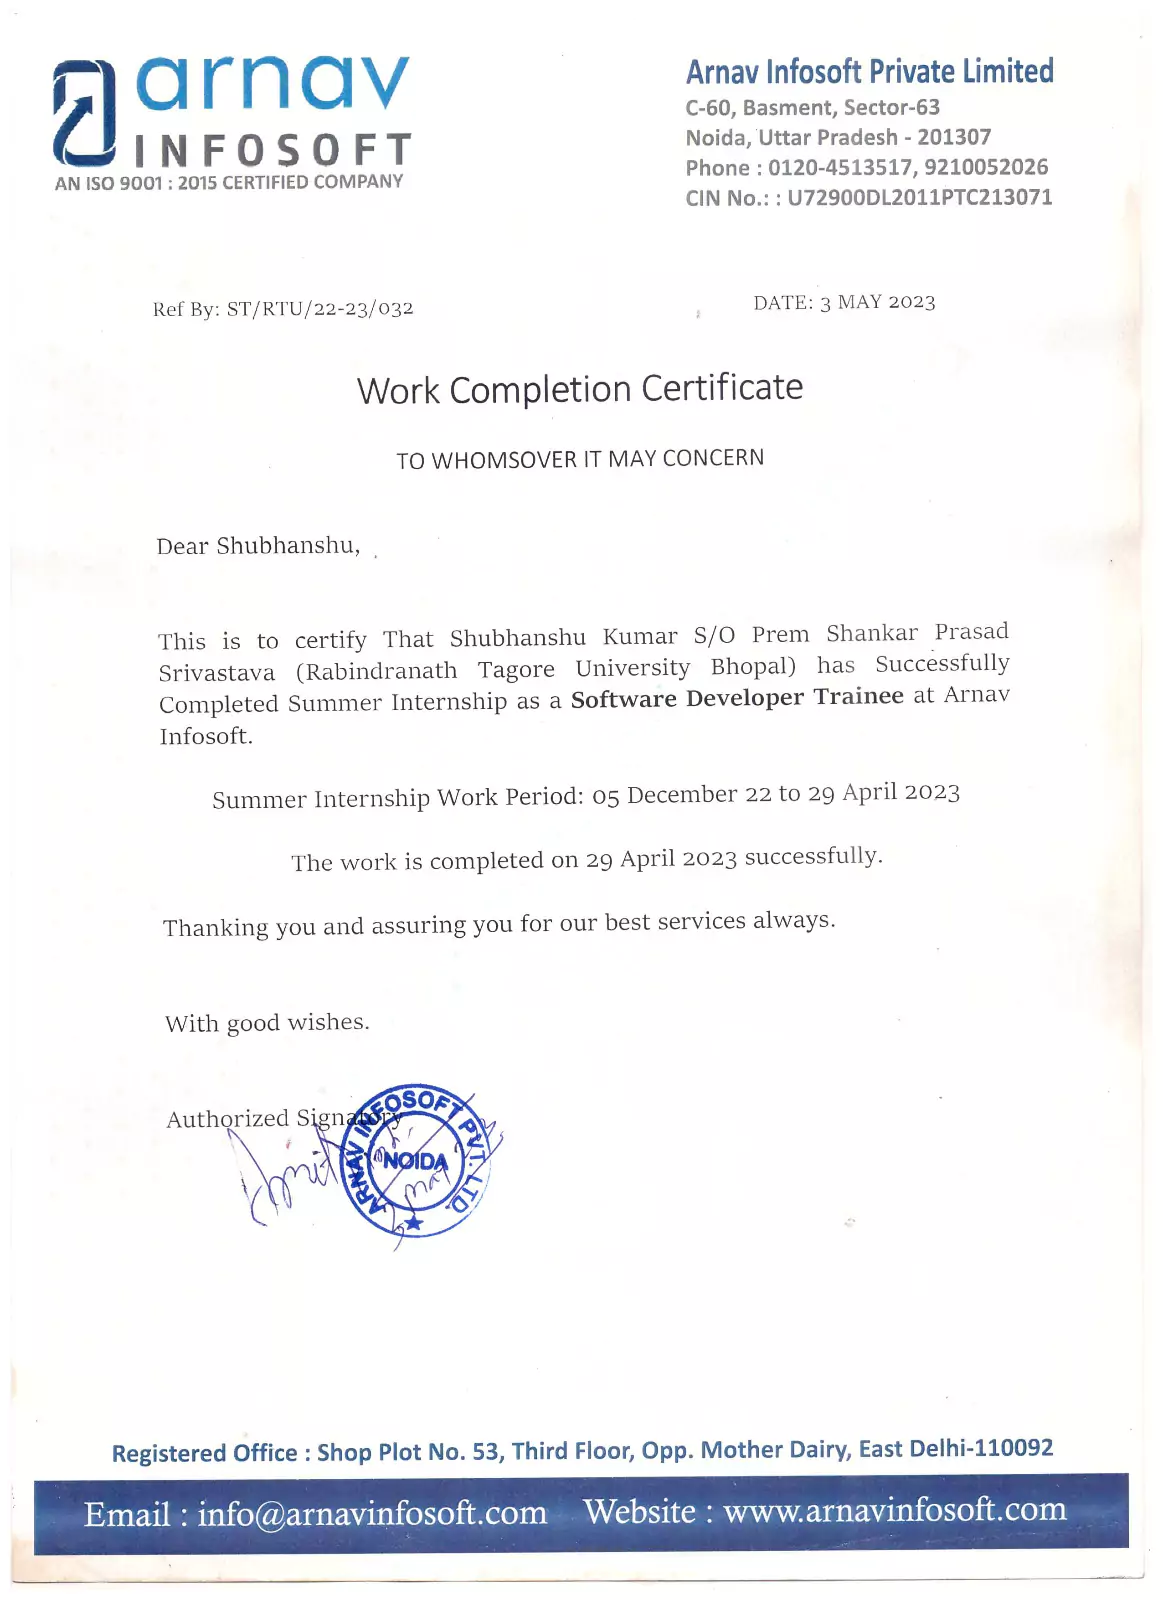 arnav
INFOSOFT
AN ISO 9001 : 2015 CERTIFIED COMPANY
Arnav Infosoft Private Limited
C-60, Basment, Sector-63
Noida, Uttar Pradesh - 201307
Phone : 0120-4513517, 9210052026
CIN No.: : U72900DL2011PTC213071
Ref By: ST/RTU/22-23/032
DATE: 3 MAY 2023
Work Completion Certificate
TO WHOMSOVER IT MAY CONCERN
Dear Shubhanshu,
This is to certify That Shubhanshu Kumar S/O Prem Shankar Prasad
Srivastava (Rabindranath Tagore University Bhopal) has Successfully
Completed Summer Internship as a Software Developer Trainee at Arnav
Infosoft.
Summer Internship Work Period: 05 December 22 to 29 April 2023
The work is completed on 29 April 2023 successfully.
Thanking you and assuring you for our best services always.
With good wishes.
Authorized Signatory
ARNAV INFOSOFT PVT. LTD.
NOIDA
Registered Office : Shop Plot No. 53, Third Floor, Opp. Mother Dairy, East Delhi-110092
Email : info@arnavinfosoft.com Website : www.arnavinfosoft.com